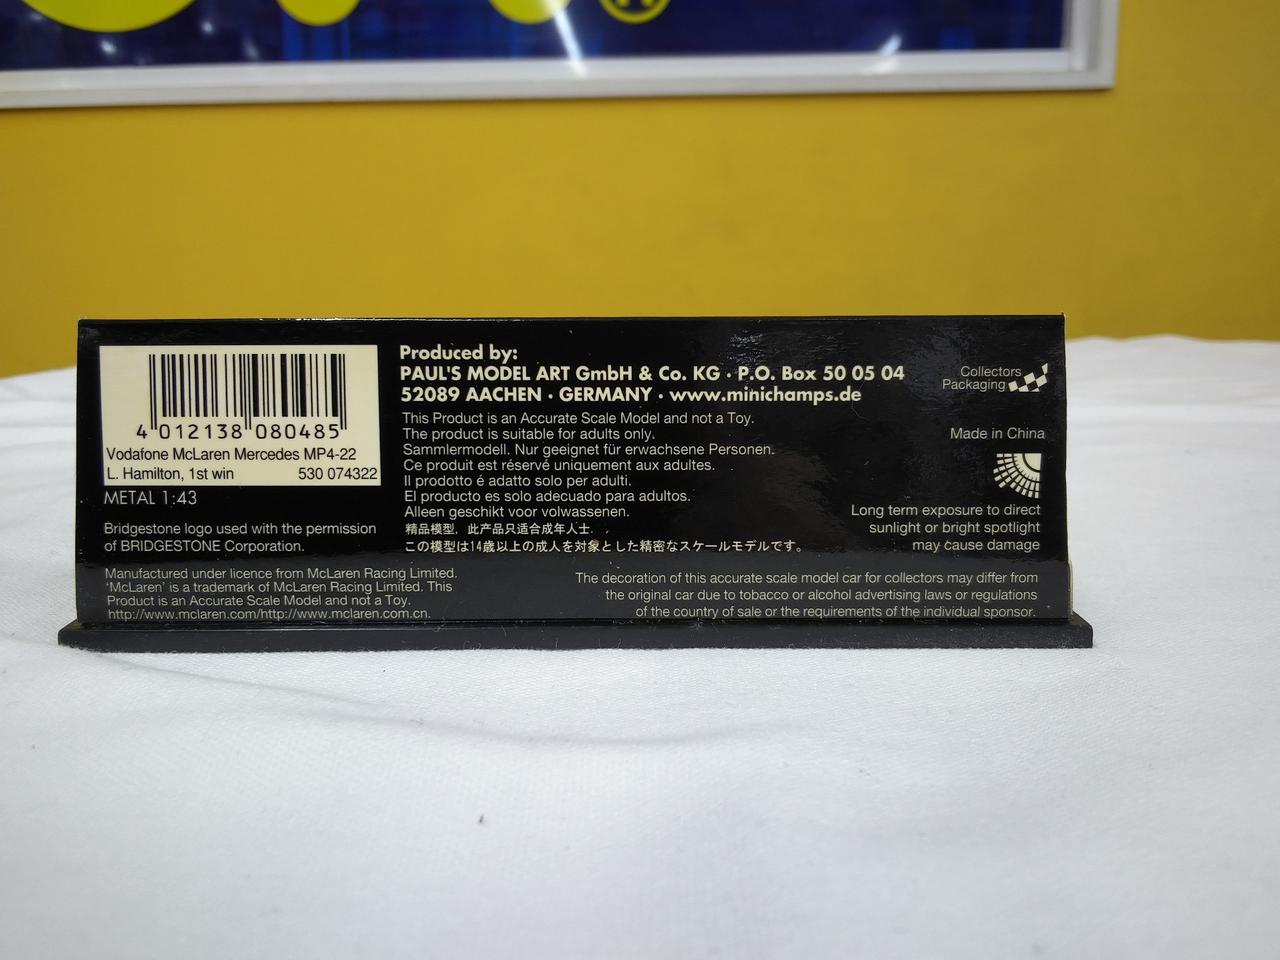 4 012138 080485
Vodafone McLaren Mercedes MP4-22
L. Hamilton, 1st win 530 074322
METAL 1:43
Bridgestone logo used with the permission
of BRIDGESTONE Corporation.
Manufactured under licence from McLaren Racing Limited.
'McLaren' is a trademark of McLaren Racing Limited. This
Product is an Accurate Scale Model and not a Toy.
http://www.mclaren.com/http://www.mclaren.com.cn.
Produced by:
PAUL'S MODEL ART GmbH & Co. KG · P.O. Box 50 05 04
52089 AACHEN · GERMANY · www.minichamps.de
This Product is an Accurate Scale Model and not a Toy.
The product is suitable for adults only.
Sammlermodell. Nur geeignet für erwachsene Personen.
Ce produit est réservé uniquement aux adultes.
Il prodotto é adatto solo per adulti.
El producto es solo adecuado para adultos.
Alleen geschikt voor volwassenen.
精品模型，此产品只适合成年人士.
この模型は14歳以上の成人を対象とした精密なスケールモデルです。
Collectors
Packaging
Made in China
Long term exposure to direct
sunlight or bright spotlight
may cause damage
The decoration of this accurate scale model car for collectors may differ from
the original car due to tobacco or alcohol advertising laws or regulations
of the country of sale or the requirements of the individual sponsor.